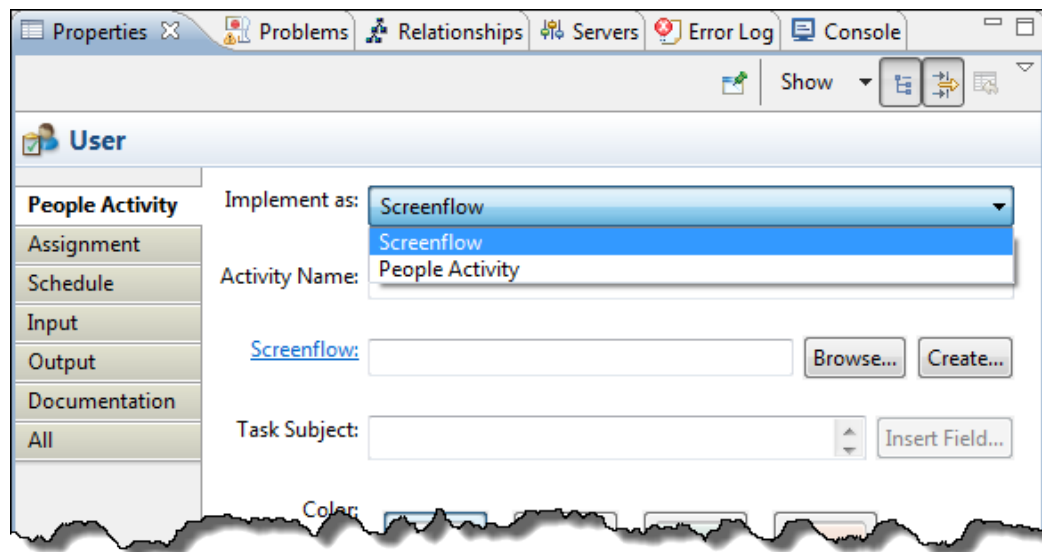 Properties Problems Relationships Servers Error Log Console
Show
User
People Activity
Implement as: Screenflow
Assignment
Screenflow
Schedule
Activity Name: People Activity
Input
Screenflow: Browse... Create...
Output
Documentation
Task Subject: Insert Field...
All
Color: